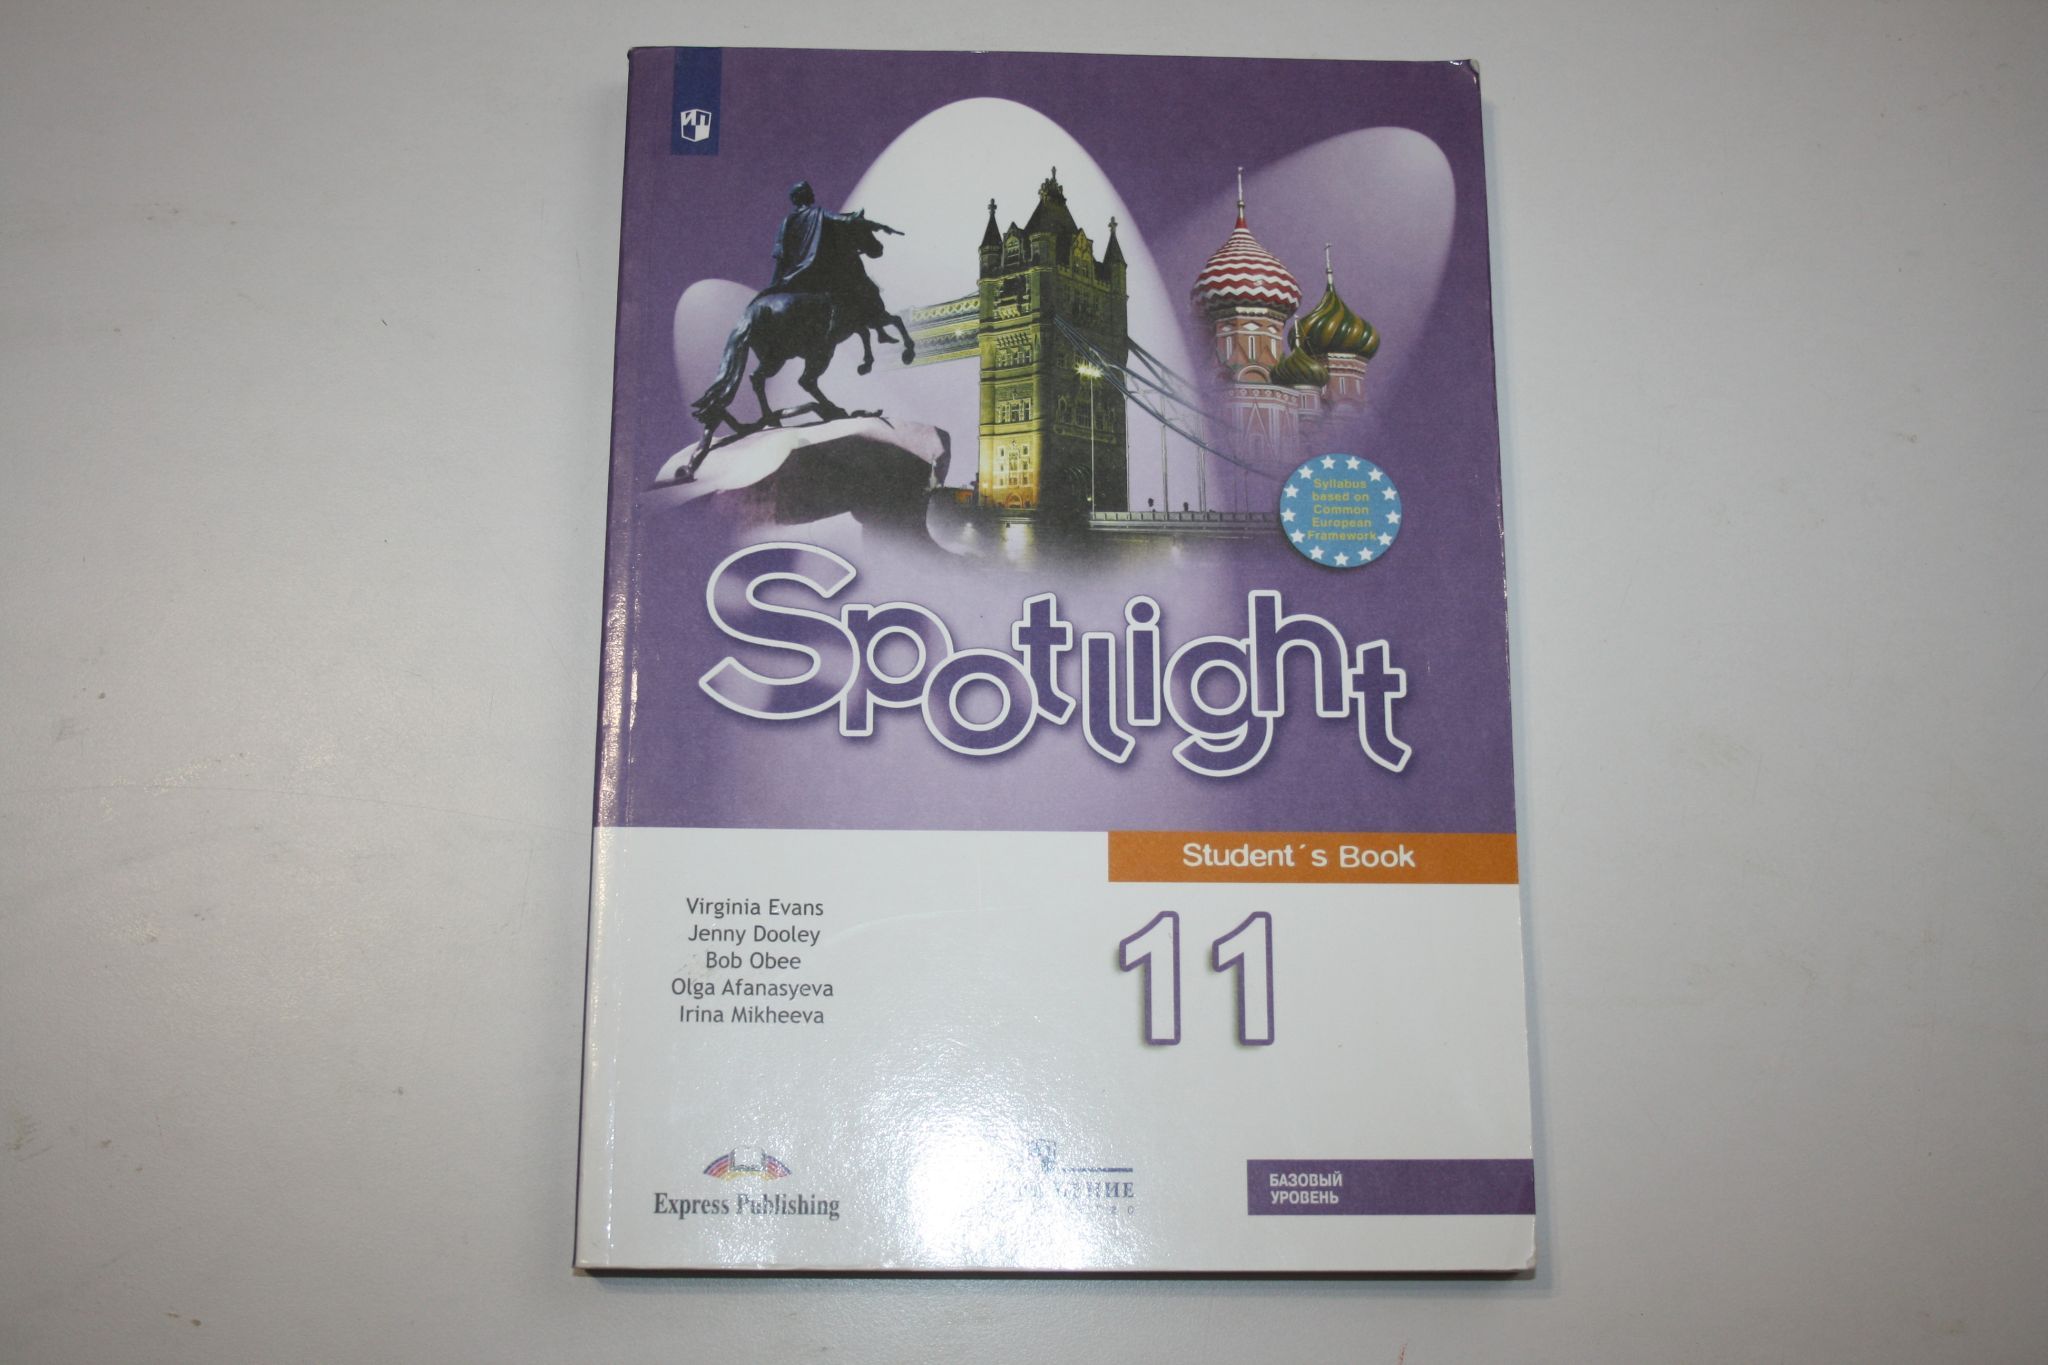 ИП
Syllabus
based on
Common
European
Framework
Spotlight
Student´s Book
Virginia Evans
Jenny Dooley
Bob Obee
Olga Afanasyeva
Irina Mikheeva
11
Express Publishing
БАЗОВЫЙ
УРОВЕНЬ